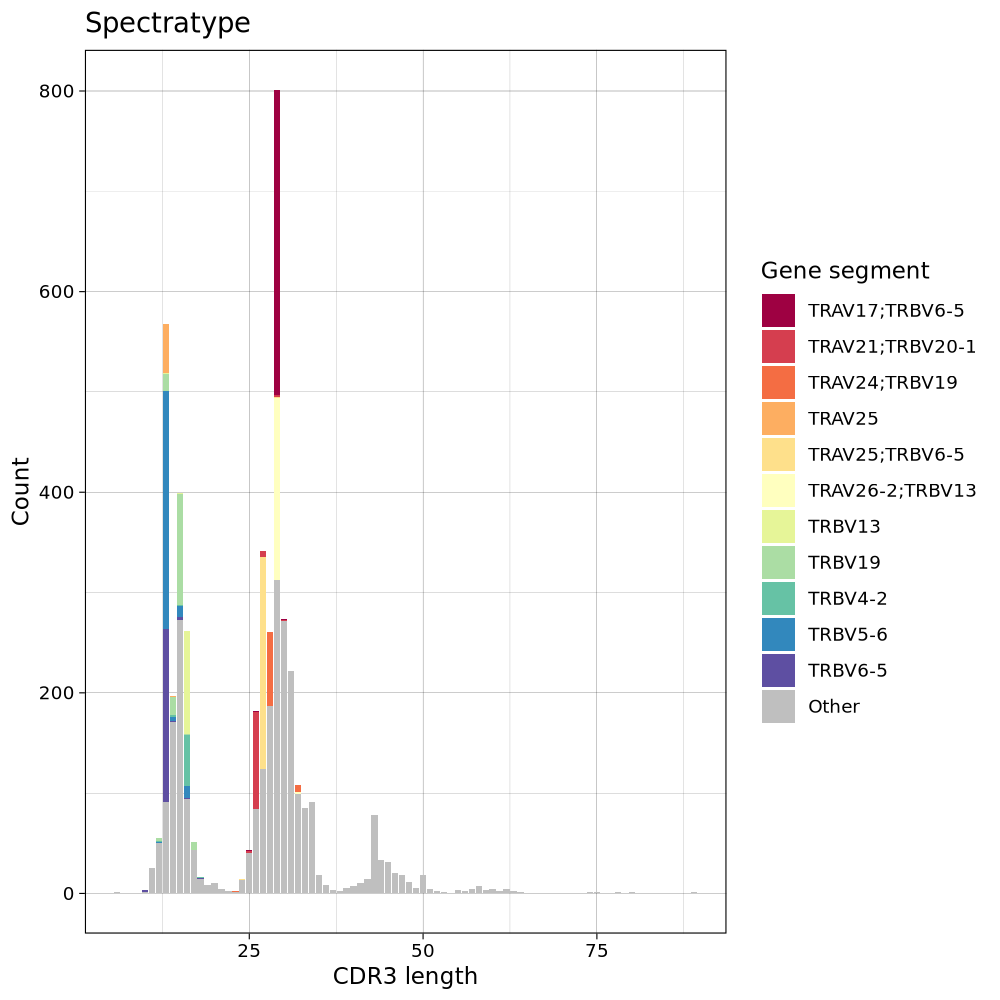 Spectratype
800
600
400
200
0
Count
25
50
75
CDR3 length
Gene segment
TRAV17;TRBV6-5
TRAV21;TRBV20-1
TRAV24;TRBV19
TRAV25
TRAV25;TRBV6-5
TRAV26-2;TRBV13
TRBV13
TRBV19
TRBV4-2
TRBV5-6
TRBV6-5
Other